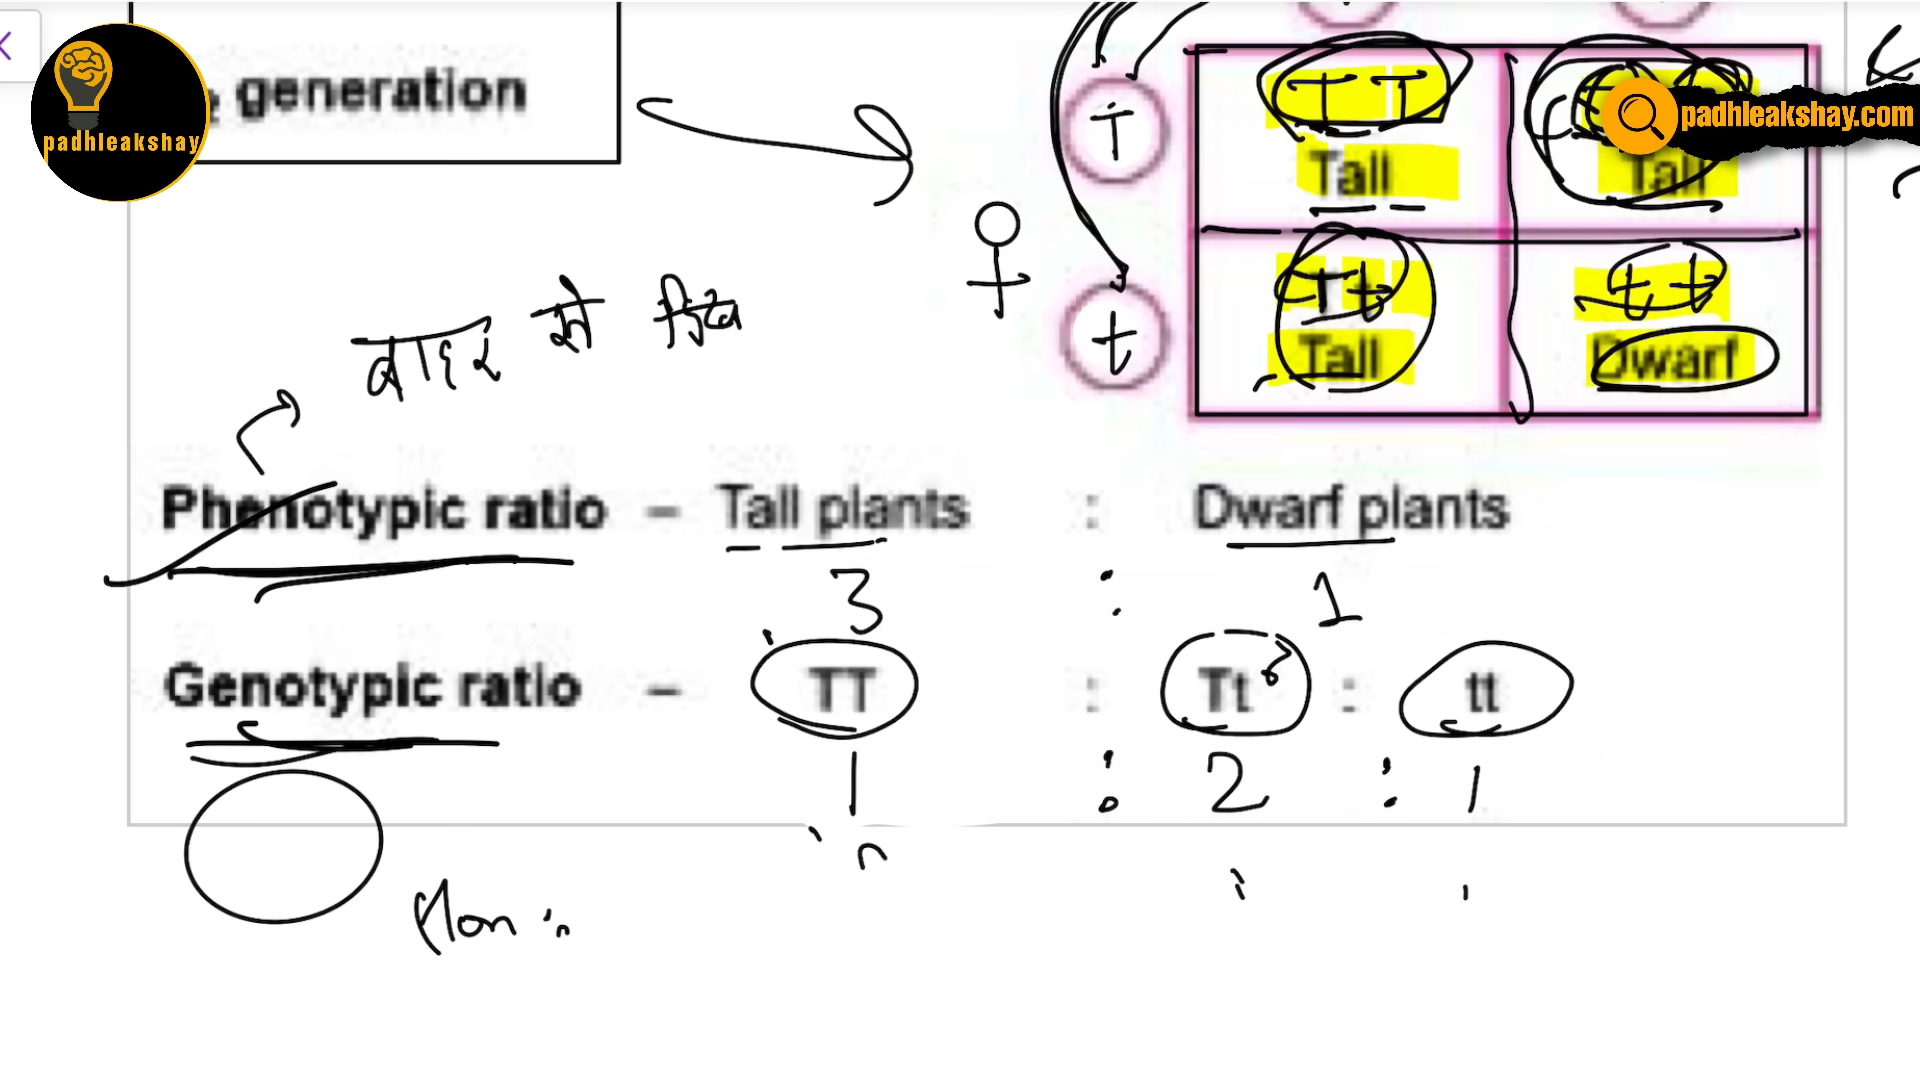 generation
padhleakshay
padhleakshay.com
T
TT
Tall
Tall
t
Tt
Tall
tt
Dwarf
बाहर से
Phenotypic ratio – Tall plants : Dwarf plants
3 : 1
Genotypic ratio – TT : Tt : tt
1 : 2 : 1